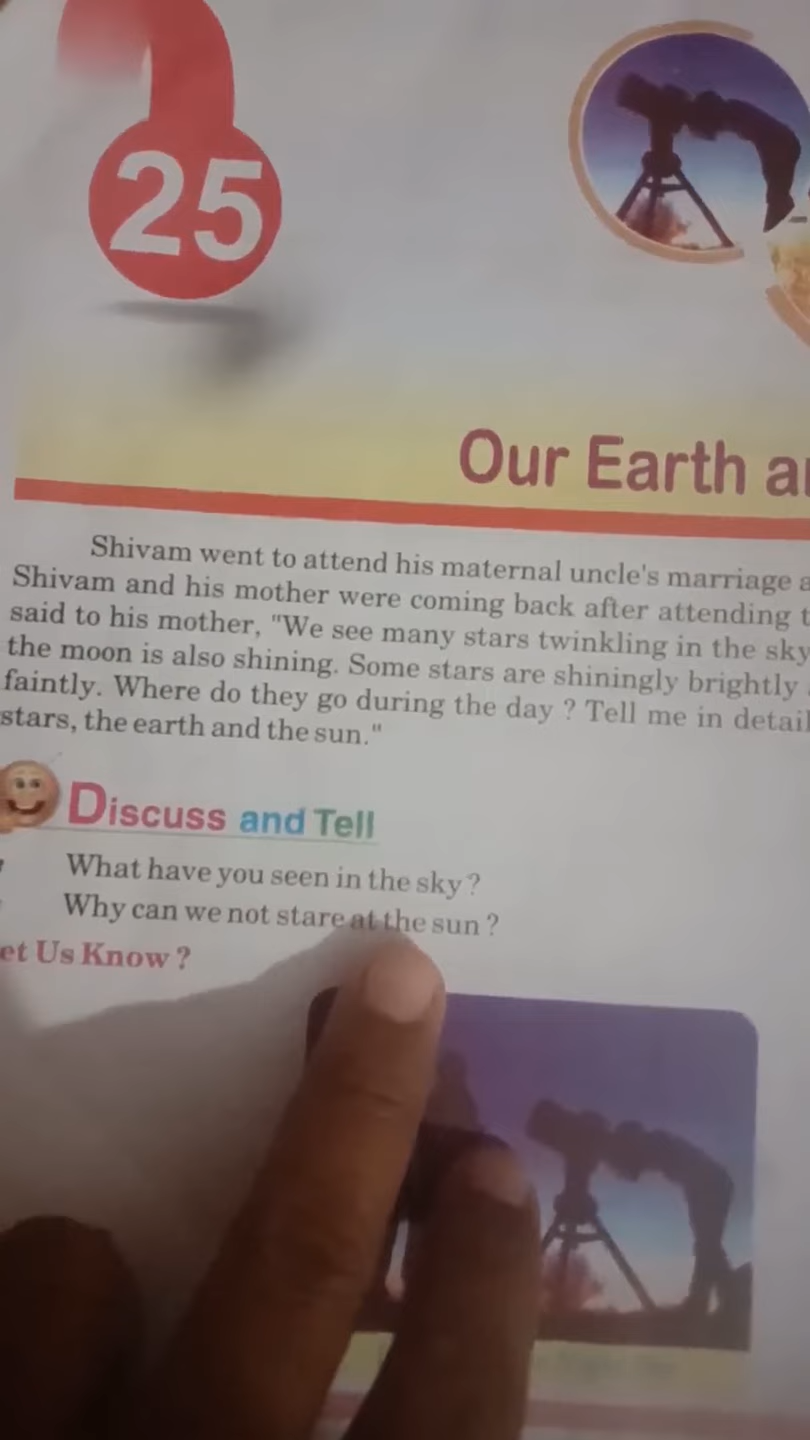 25
Our Earth
Shivam went to attend his maternal uncle's marriage
Shivam and his mother were coming back after attending
said to his mother, "We see many stars twinkling in the sky
the moon is also shining. Some stars are shiningly brightly
faintly. Where do they go during the day ? Tell me in detail
stars, the earth and the sun."
Discuss and Tell
What have you seen in the sky ?
Why can we not stare at the sun ?
et Us Know ?